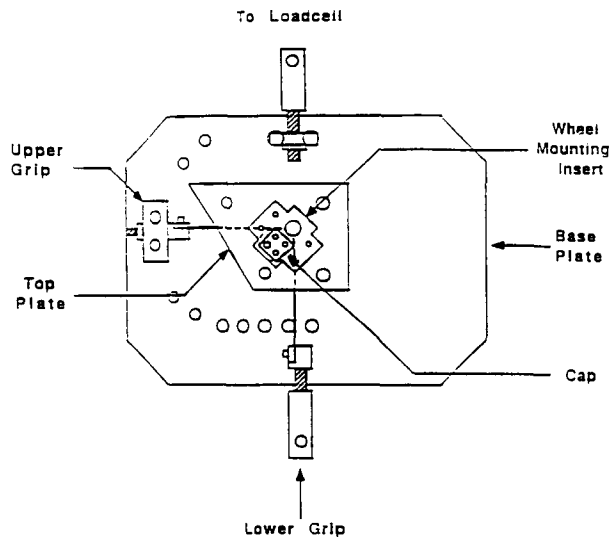 To Loadcell
Upper
Grip
Wheel
Mounting
Insert
Base
Plate
Top
Plate
Cap
Lower Grip